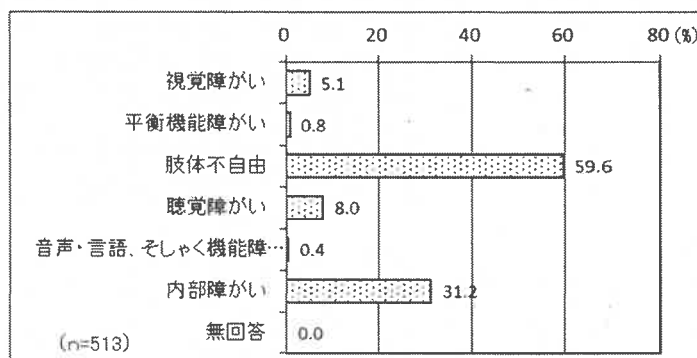 0 20 40 60 80 (%)
視覚障がい 5.1
平衡機能障がい 0.8
肢体不自由 59.6
聴覚障がい 8.0
音声・言語、そしゃく機能障… 0.4
内部障がい 31.2
無回答 0.0
(n=513)